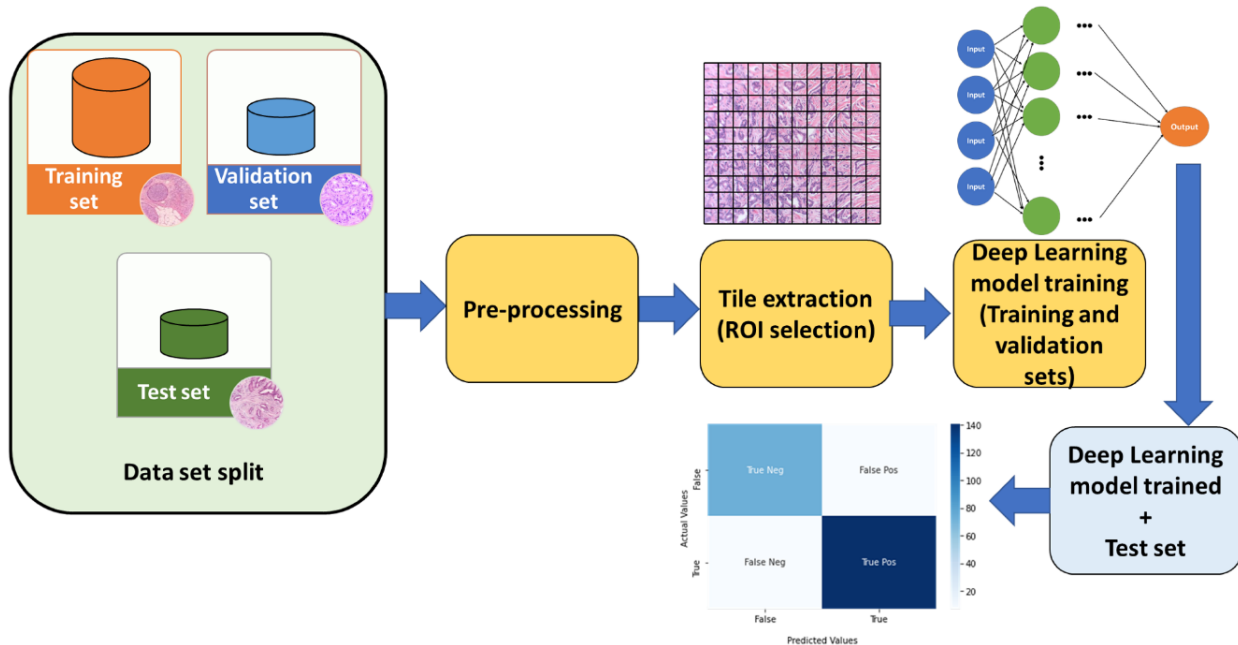 Training
set
Validation
set
Test set
Data set split
Pre-processing
Tile extraction
(ROI selection)
Input
Input
Input
Input
•••
•••
•••
•••
•••
Output
Deep Learning
model training
(Training and
validation
sets)
Deep Learning
model trained
+
Test set
Actual Values
False
True
True Neg
False Pos
False Neg
True Pos
False
True
Predicted Values
140
120
100
80
60
40
20